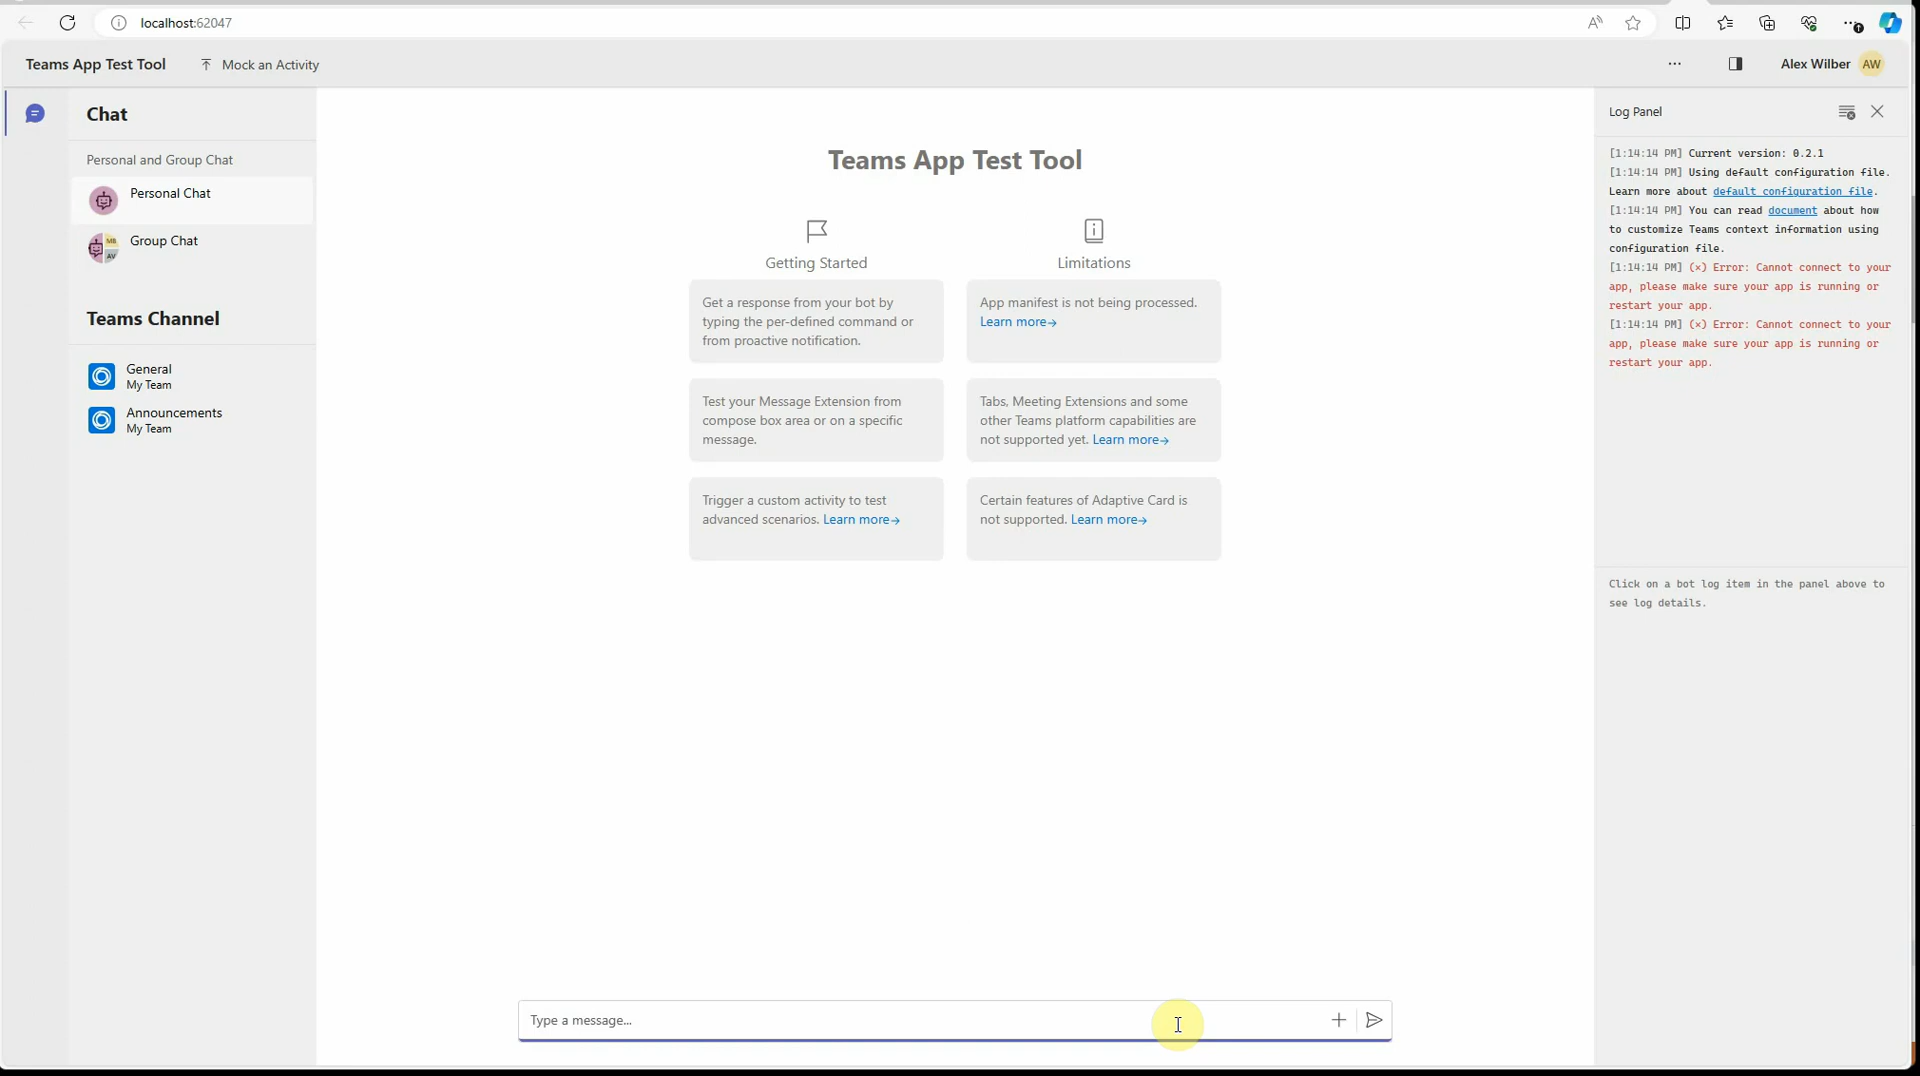 localhost:62047
Teams App Test Tool
Mock an Activity
Alex Wilber
AW
Chat
Personal and Group Chat
Personal Chat
MB
AV
Group Chat
Teams Channel
General
My Team
Announcements
My Team
Teams App Test Tool
Getting Started
Get a response from your bot by
typing the per-defined command or
from proactive notification.
Test your Message Extension from
compose box area or on a specific
message.
Trigger a custom activity to test
advanced scenarios. Learn more→
Limitations
App manifest is not being processed.
Learn more→
Tabs, Meeting Extensions and some
other Teams platform capabilities are
not supported yet. Learn more→
Certain features of Adaptive Card is
not supported. Learn more→
Type a message...
Log Panel
[1:14:14 PM] Current version: 0.2.1
[1:14:14 PM] Using default configuration file.
Learn more about default configuration file.
[1:14:14 PM] You can read document about how
to customize Teams context information using
configuration file.
[1:14:14 PM] (×) Error: Cannot connect to your
app, please make sure your app is running or
restart your app.
[1:14:14 PM] (×) Error: Cannot connect to your
app, please make sure your app is running or
restart your app.
Click on a bot log item in the panel above to
see log details.